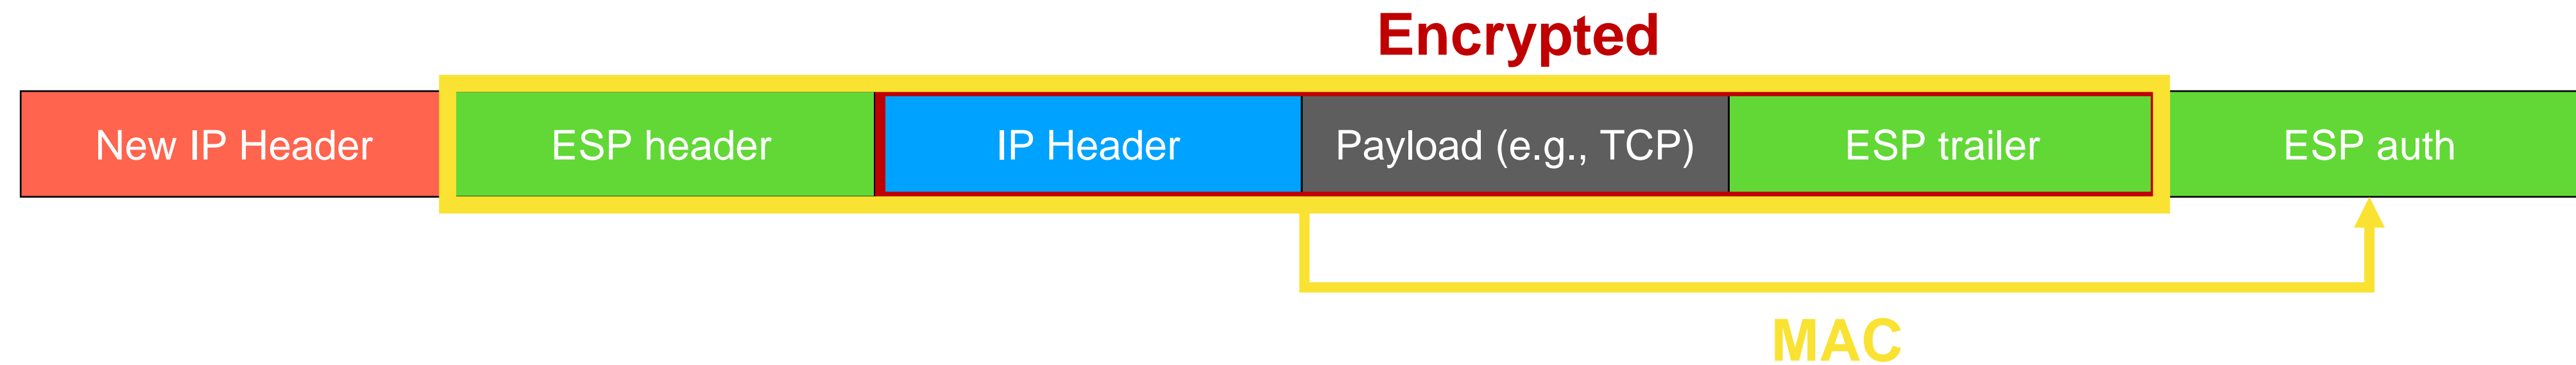 Encrypted
New IP Header
ESP header
IP Header
Payload (e.g., TCP)
ESP trailer
ESP auth
MAC